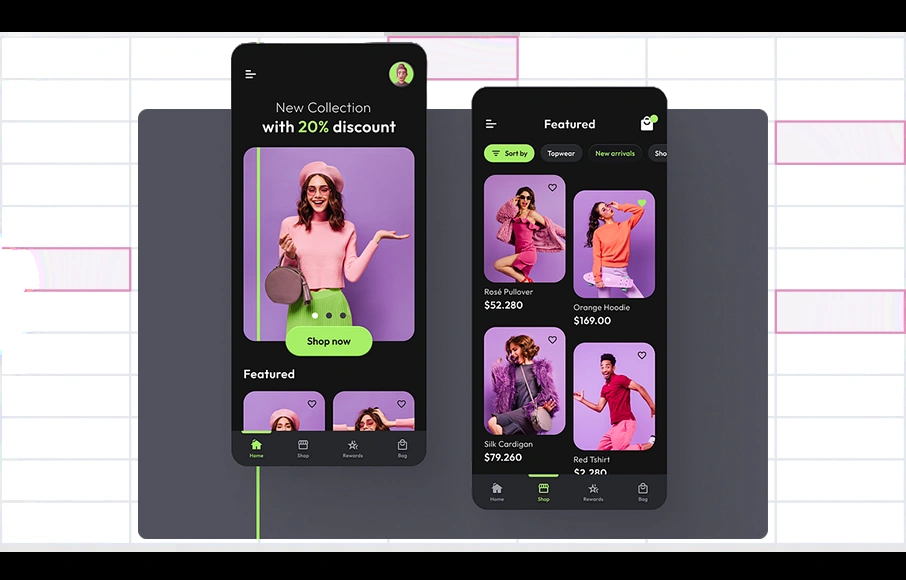 New Collection
with 20% discount
Shop now
Featured
Home
Shop
Rewards
Bag
Featured
Sort by
Topwear
New arrivals
Sho
Rosé Pullover
$52.280
Orange Hoodie
$169.00
Silk Cardigan
$79.260
Red Tshirt
$2.280
Home
Shop
Rewards
Bag